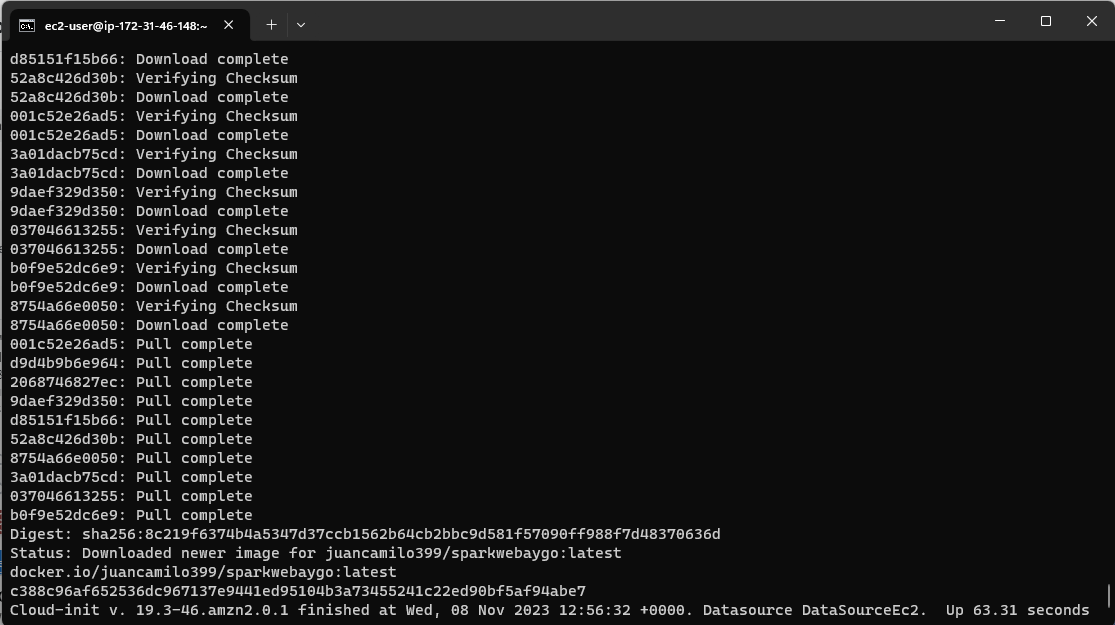 ec2-user@ip-172-31-46-148:~
d85151f15b66: Download complete
52a8c426d30b: Verifying Checksum
52a8c426d30b: Download complete
001c52e26ad5: Verifying Checksum
001c52e26ad5: Download complete
3a01dacb75cd: Verifying Checksum
3a01dacb75cd: Download complete
9daef329d350: Verifying Checksum
9daef329d350: Download complete
037046613255: Verifying Checksum
037046613255: Download complete
b0f9e52dc6e9: Verifying Checksum
b0f9e52dc6e9: Download complete
8754a66e0050: Verifying Checksum
8754a66e0050: Download complete
001c52e26ad5: Pull complete
d9d4b9b6e964: Pull complete
2068746827ec: Pull complete
9daef329d350: Pull complete
d85151f15b66: Pull complete
52a8c426d30b: Pull complete
8754a66e0050: Pull complete
3a01dacb75cd: Pull complete
037046613255: Pull complete
b0f9e52dc6e9: Pull complete
Digest: sha256:8c219f6374b4a5347d37ccb1562b64cb2bbc9d581f57090ff988f7d48370636d
Status: Downloaded newer image for juancamilo399/sparkwebaygo:latest
docker.io/juancamilo399/sparkwebaygo:latest
c388c96af652536dc967137e9441ed95104b3a73455241c22ed90bf5af94abe7
Cloud-init v. 19.3-46.amzn2.0.1 finished at Wed, 08 Nov 2023 12:56:32 +0000. Datasource DataSourceEc2.  Up 63.31 seconds